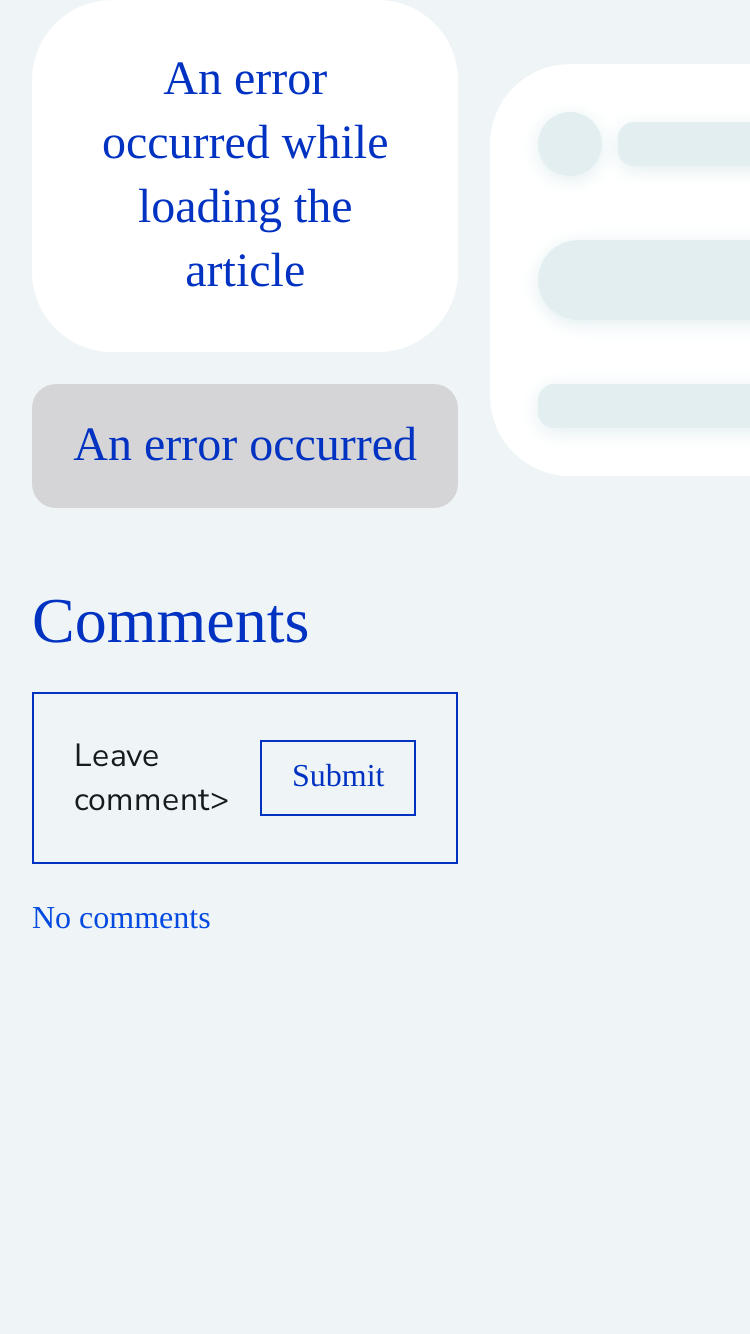 An error
occurred while
loading the
article
An error occurred
Comments
Leave
comment>
Submit
No comments